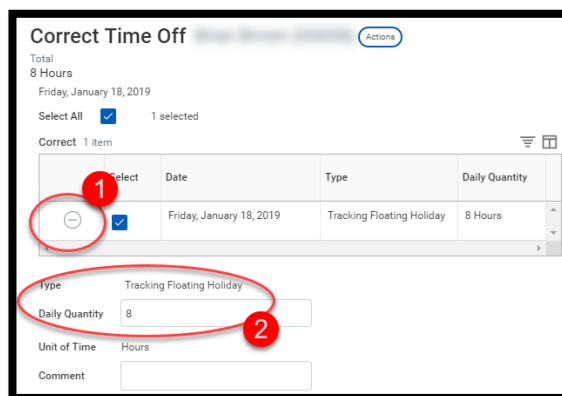 Correct Time Off Actions
Total
8 Hours
Friday, January 18, 2019
Select All 1 selected
Correct 1 item
Select Date Type Daily Quantity
1
Friday, January 18, 2019 Tracking Floating Holiday 8 Hours
Type Tracking Floating Holiday
Daily Quantity 8
2
Unit of Time Hours
Comment